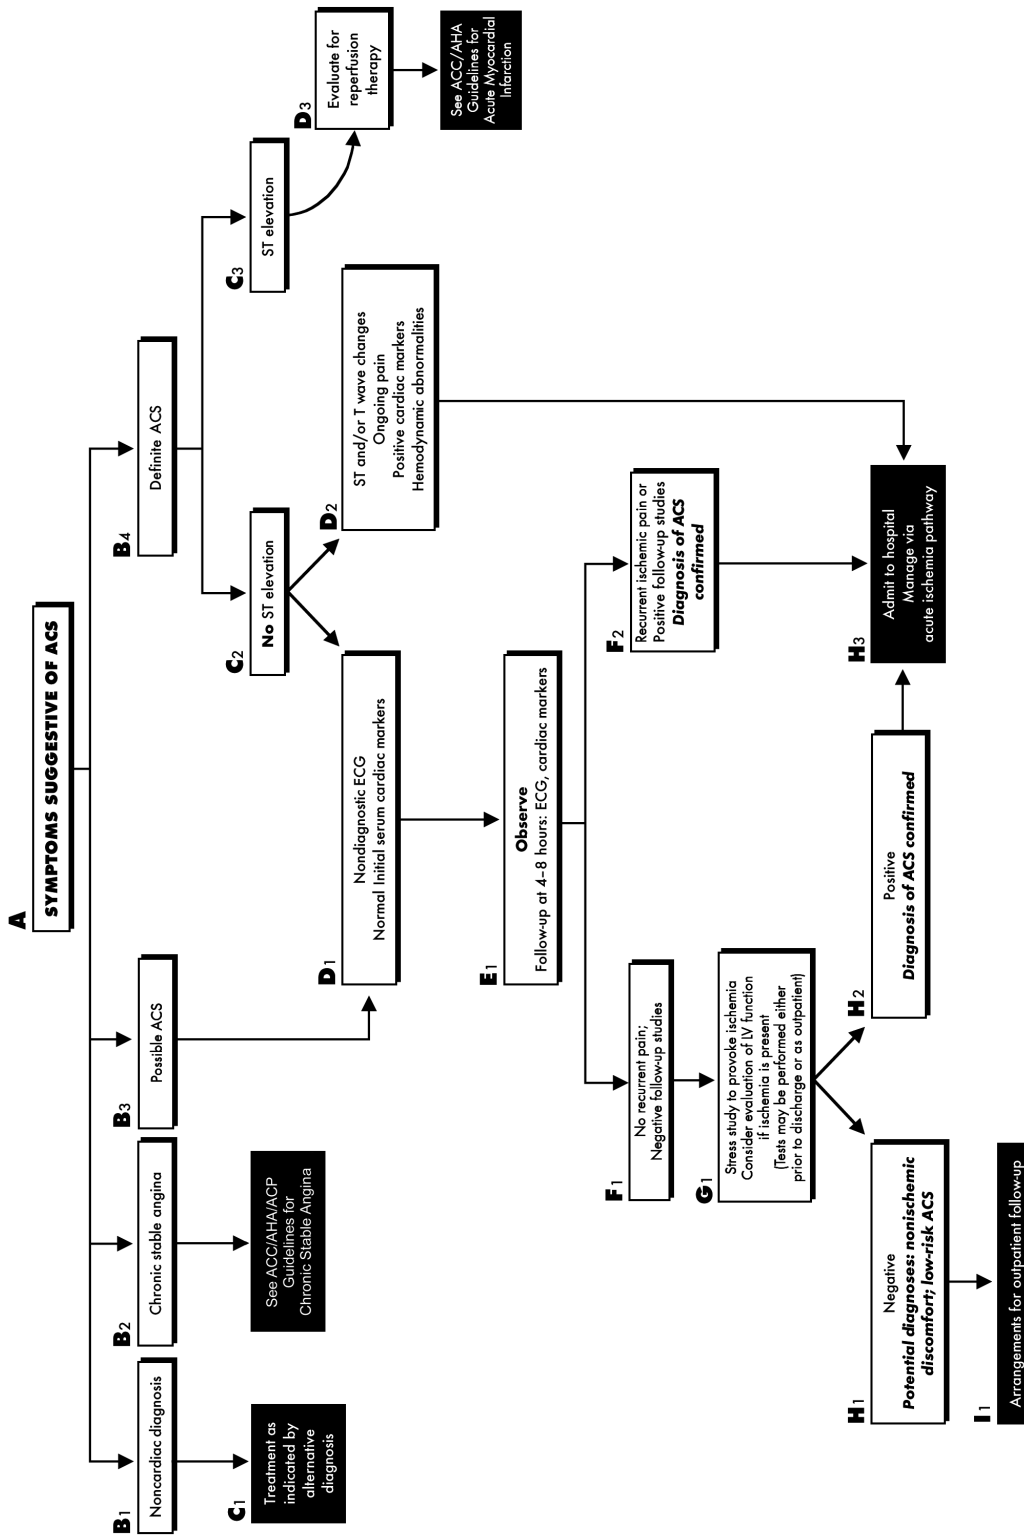 A
SYMPTOMS SUGGESTIVE OF ACS
B1
Noncardiac diagnosis
B2
Chronic stable angina
B3
Possible ACS
B4
Definite ACS
C1
Treatment as
indicated by
alternative
diagnosis
See ACC/AHA/ACP
Guidelines for
Chronic Stable Angina
C2
No ST elevation
C3
ST elevation
D1
Nondiagnostic ECG
Normal Initial serum cardiac markers
D2
ST and/or T wave changes
Ongoing pain
Positive cardiac markers
Hemodynamic abnormalities
D3
Evaluate for
reperfusion
therapy
See ACC/AHA
Guidelines for
Acute Myocardial
Infarction
E1
Observe
Follow-up at 4–8 hours: ECG, cardiac markers
F1
No recurrent pain;
Negative follow-up studies
F2
Recurrent ischemic pain or
Positive follow-up studies
Diagnosis of ACS
confirmed
G1
Stress study to provoke ischemia
Consider evaluation of LV function
if ischemia is present
(Tests may be performed either
prior to discharge or as outpatient)
H1
Negative
Potential diagnoses: nonischemic
discomfort; low-risk ACS
H2
Positive
Diagnosis of ACS confirmed
H3
Admit to hospital
Manage via
acute ischemia pathway
I1
Arrangements for outpatient follow-up